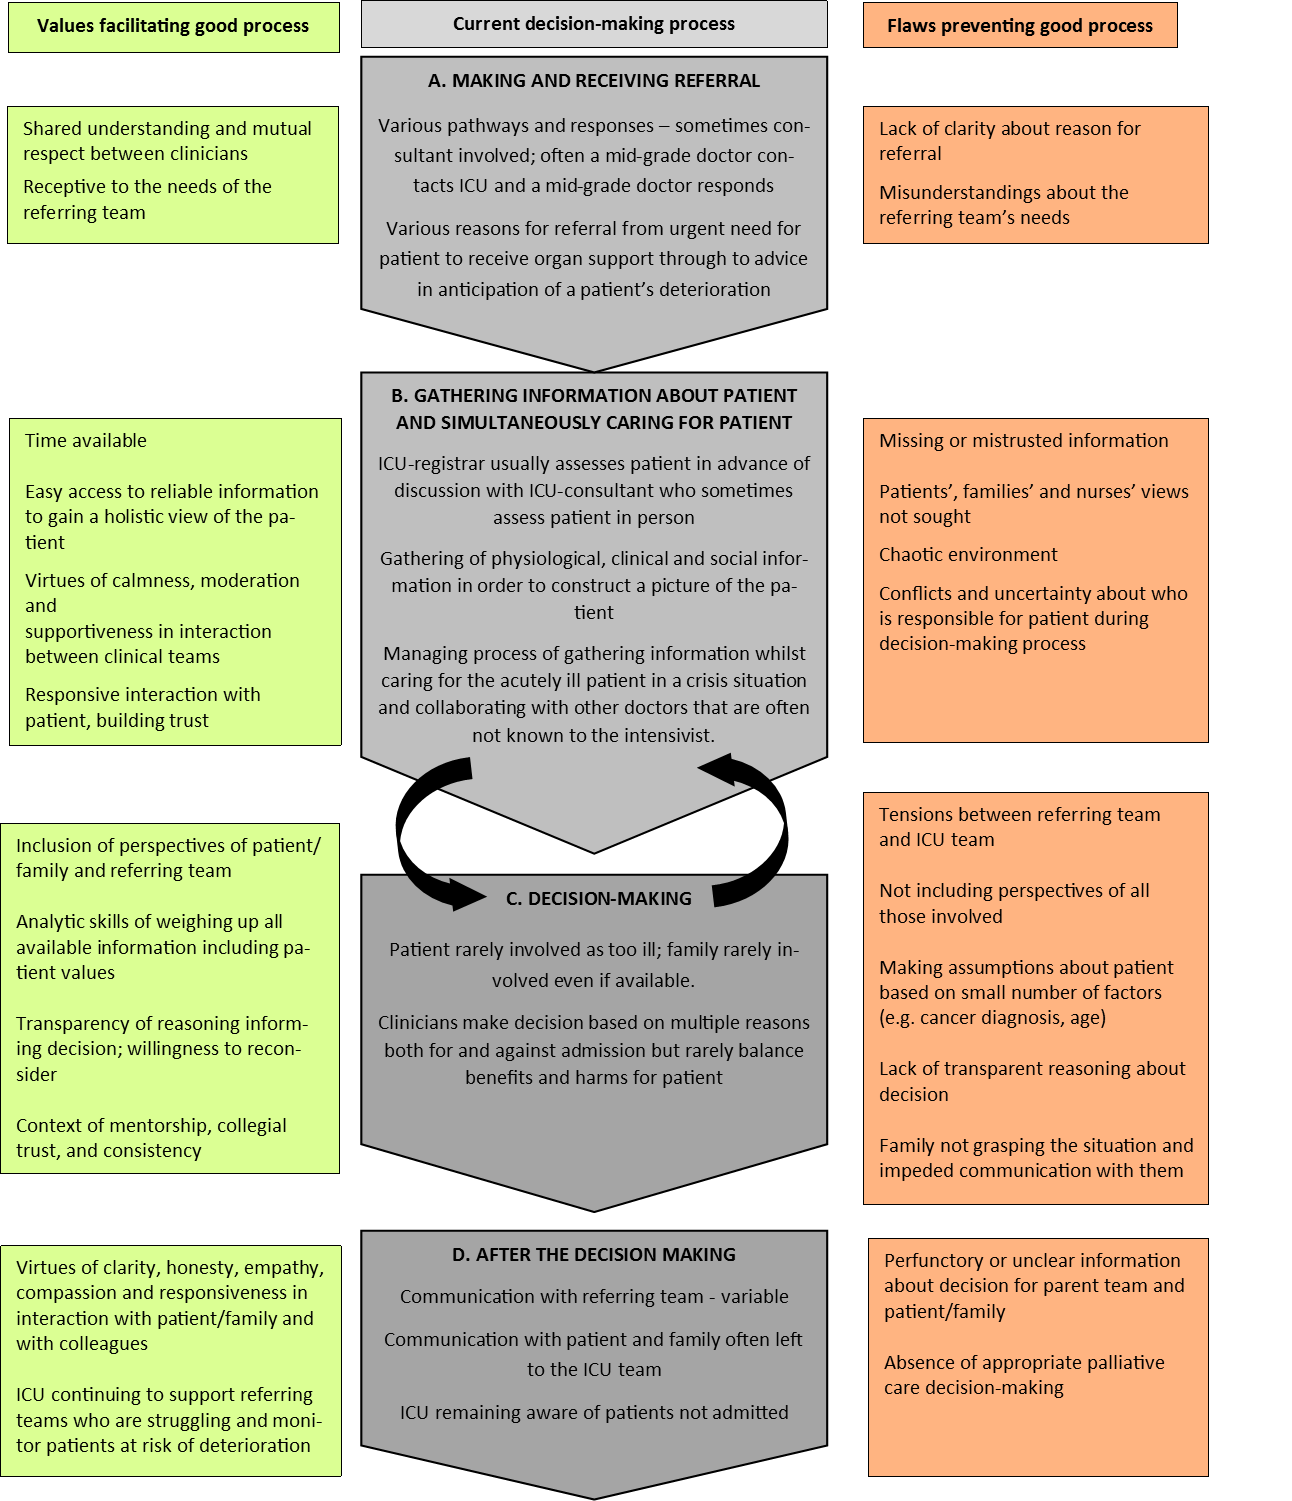 Values facilitating good process
Current decision-making process
Flaws preventing good process
A. MAKING AND RECEIVING REFERRAL
Various pathways and responses – sometimes con-
sultant involved; often a mid-grade doctor con-
tacts ICU and a mid-grade doctor responds
Various reasons for referral from urgent need for
patient to receive organ support through to advice
in anticipation of a patient’s deterioration
Shared understanding and mutual
respect between clinicians
Receptive to the needs of the
referring team
Lack of clarity about reason for
referral
Misunderstandings about the
referring team’s needs
B. GATHERING INFORMATION ABOUT PATIENT
AND SIMULTANEOUSLY CARING FOR PATIENT
ICU-registrar usually assesses patient in advance of
discussion with ICU-consultant who sometimes
assess patient in person
Gathering of physiological, clinical and social infor-
mation in order to construct a picture of the pa-
tient
Managing process of gathering information whilst
caring for the acutely ill patient in a crisis situation
and collaborating with other doctors that are often
not known to the intensivist.
Time available
Easy access to reliable information
to gain a holistic view of the pa-
tient
Virtues of calmness, moderation
and
supportiveness in interaction
between clinical teams
Responsive interaction with
patient, building trust
Missing or mistrusted information
Patients’, families’ and nurses’ views
not sought
Chaotic environment
Conflicts and uncertainty about who
is responsible for patient during
decision-making process
C. DECISION-MAKING
Patient rarely involved as too ill; family rarely in-
volved even if available.
Clinicians make decision based on multiple reasons
both for and against admission but rarely balance
benefits and harms for patient
Inclusion of perspectives of patient/
family and referring team
Analytic skills of weighing up all
available information including pa-
tient values
Transparency of reasoning inform-
ing decision; willingness to recon-
sider
Context of mentorship, collegial
trust, and consistency
Tensions between referring team
and ICU team
Not including perspectives of all
those involved
Making assumptions about patient
based on small number of factors
(e.g. cancer diagnosis, age)
Lack of transparent reasoning about
decision
Family not grasping the situation and
impeded communication with them
D. AFTER THE DECISION MAKING
Communication with referring team - variable
Communication with patient and family often left
to the ICU team
ICU remaining aware of patients not admitted
Virtues of clarity, honesty, empathy,
compassion and responsiveness in
interaction with patient/family and
with colleagues
ICU continuing to support referring
teams who are struggling and moni-
tor patients at risk of deterioration
Perfunctory or unclear information
about decision for parent team and
patient/family
Absence of appropriate palliative
care decision-making